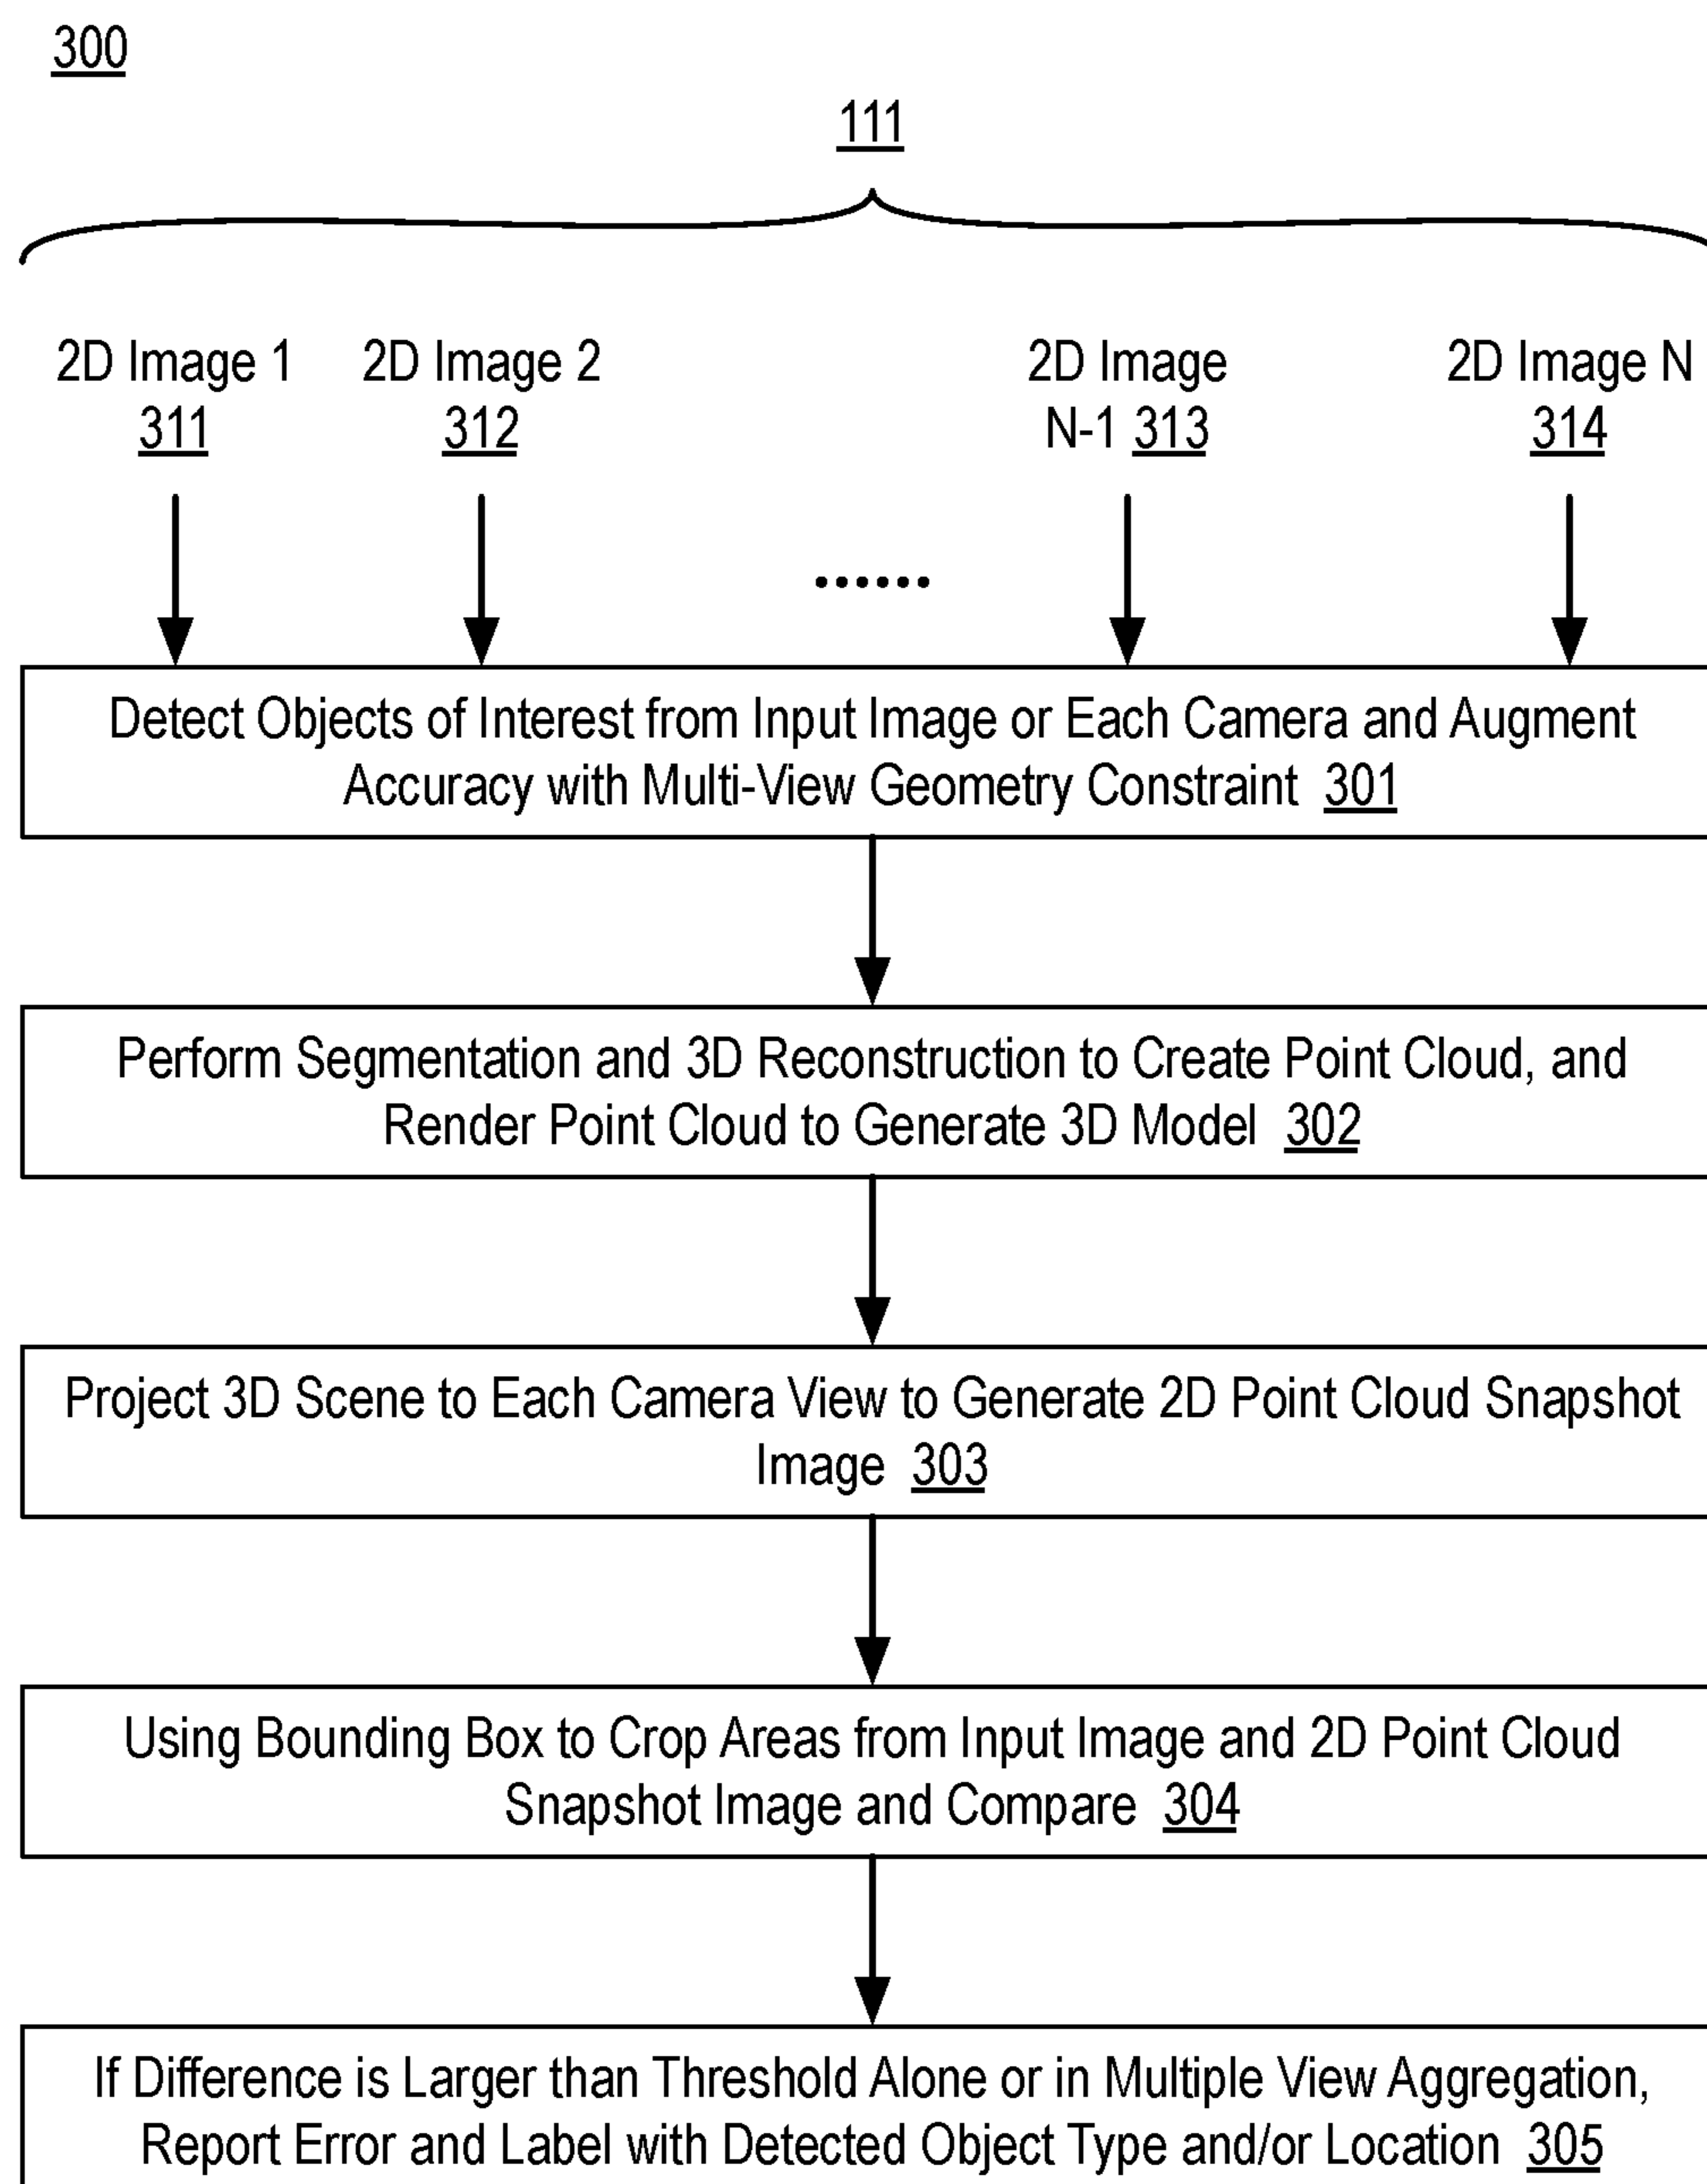 300
111
2D Image 1
311
2D Image 2
312
2D Image
N-1 313
2D Image N
314
......
Detect Objects of Interest from Input Image or Each Camera and Augment
Accuracy with Multi-View Geometry Constraint 301
Perform Segmentation and 3D Reconstruction to Create Point Cloud, and
Render Point Cloud to Generate 3D Model 302
Project 3D Scene to Each Camera View to Generate 2D Point Cloud Snapshot
Image 303
Using Bounding Box to Crop Areas from Input Image and 2D Point Cloud
Snapshot Image and Compare 304
If Difference is Larger than Threshold Alone or in Multiple View Aggregation,
Report Error and Label with Detected Object Type and/or Location 305